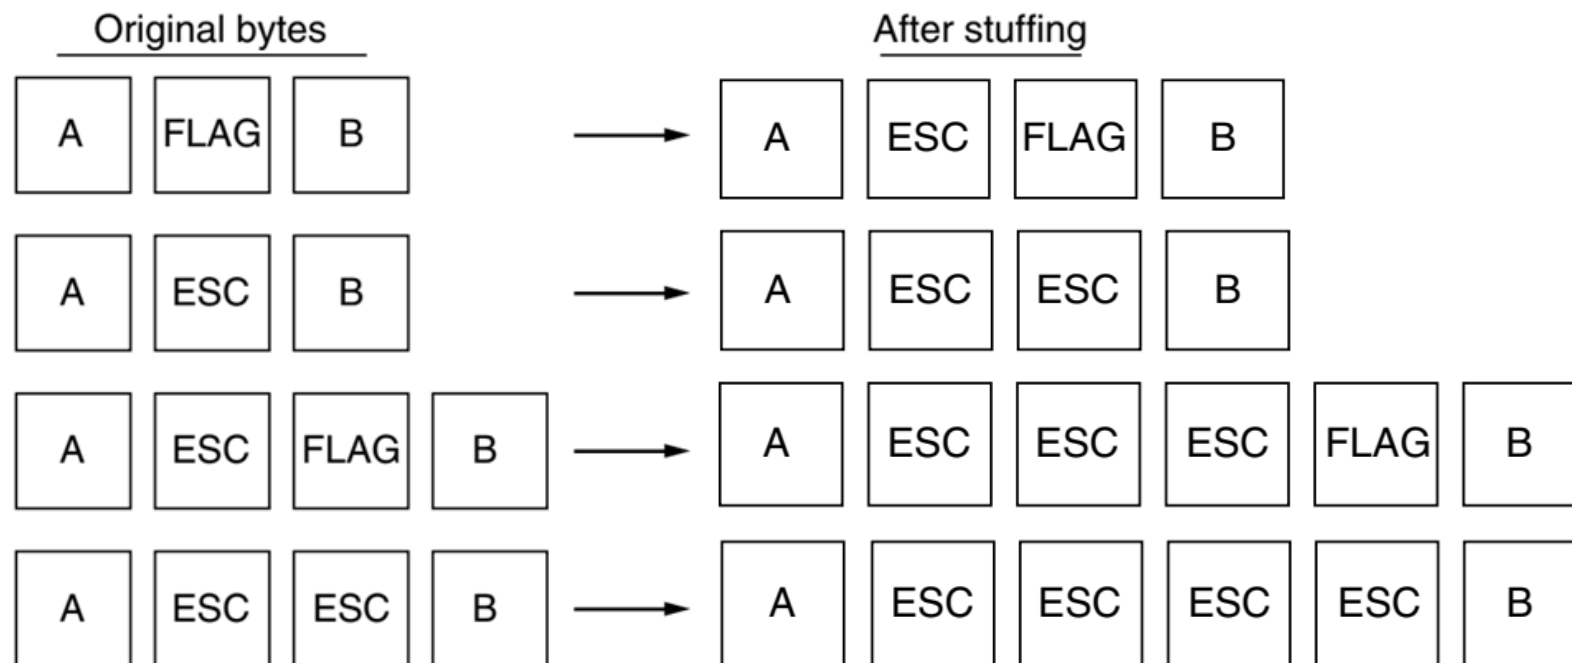 Original bytes After stuffing
A FLAG B A ESC FLAG B
A ESC B A ESC ESC B
A ESC FLAG B A ESC ESC ESC FLAG B
A ESC ESC B A ESC ESC ESC ESC B